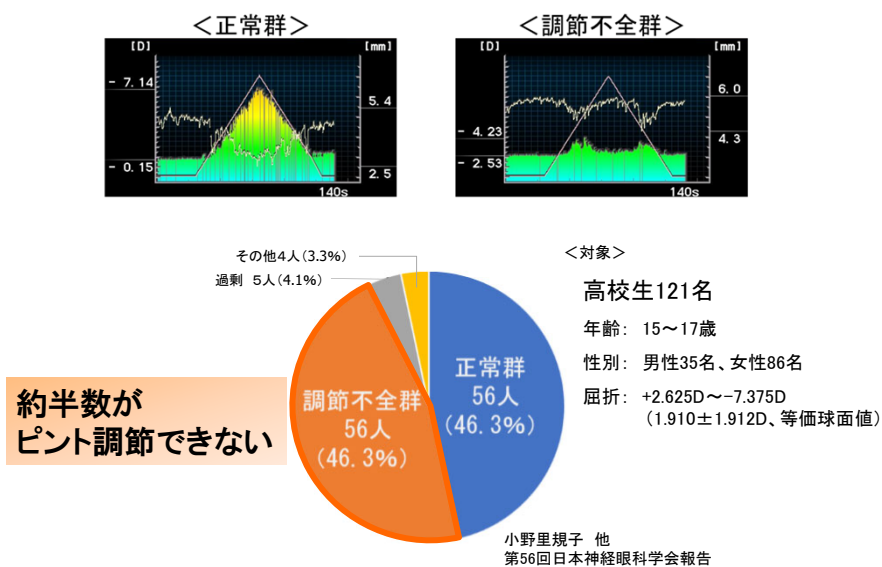 <正常群>
<調節不全群>
[D]
[mm]
- 7.14
5.4
- 0.15
2.5
140s
[D]
[mm]
6.0
- 4.23
4.3
- 2.53
140s
その他4人(3.3%)
過剰 5人(4.1%)
<対象>
高校生121名
年齢: 15~17歳
性別: 男性35名、女性86名
屈折: +2.625D~-7.375D
(1.910±1.912D、等価球面値)
正常群
56人
(46.3%)
調節不全群
56人
(46.3%)
約半数が
ピント調節できない
小野里規子 他
第56回日本神経眼科学会報告